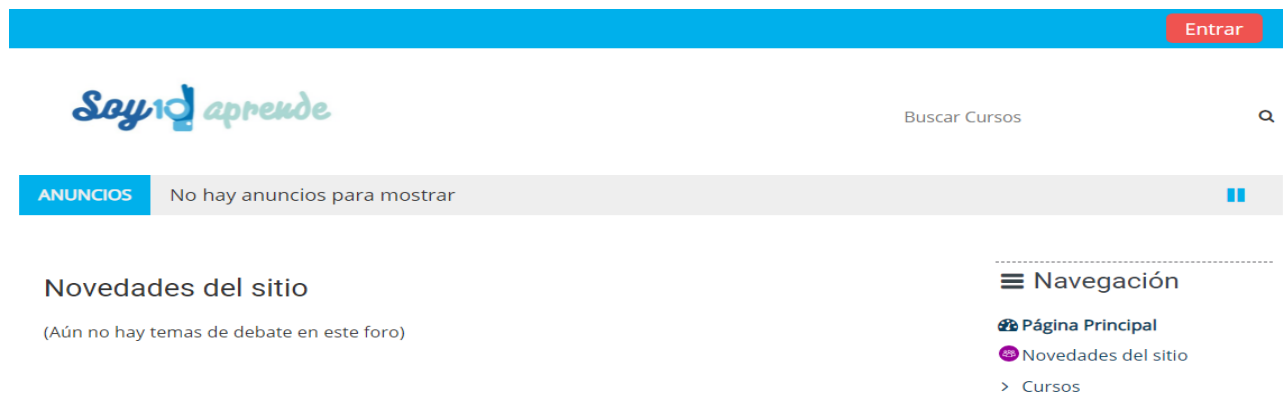 Entrar
Soy10 aprende
Buscar Cursos
ANUNCIOS No hay anuncios para mostrar
Novedades del sitio
(Aún no hay temas de debate en este foro)
Navegación
Página Principal
Novedades del sitio
> Cursos